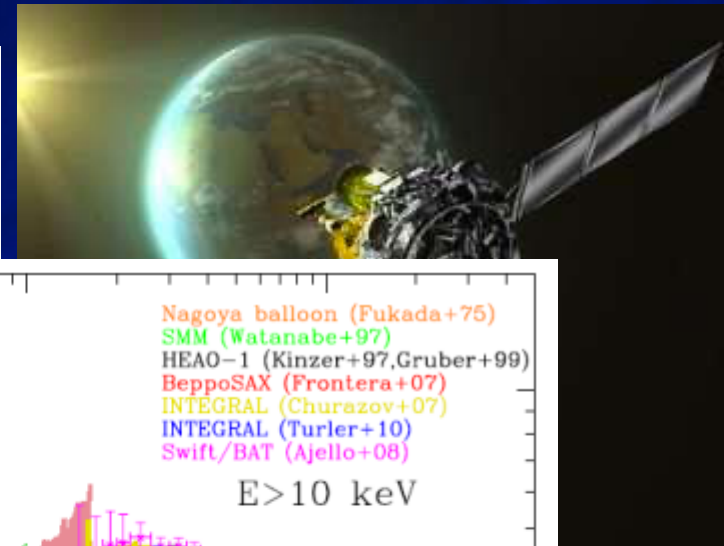 Nagoya balloon (Fukada+75)
SMM (Watanabe+97)
HEAO-1 (Kinzer+97,Gruber+99)
BeppoSAX (Frontera+07)
INTEGRAL (Churazov+07)
INTEGRAL (Turler+10)
Swift/BAT (Ajello+08)
E>10 keV